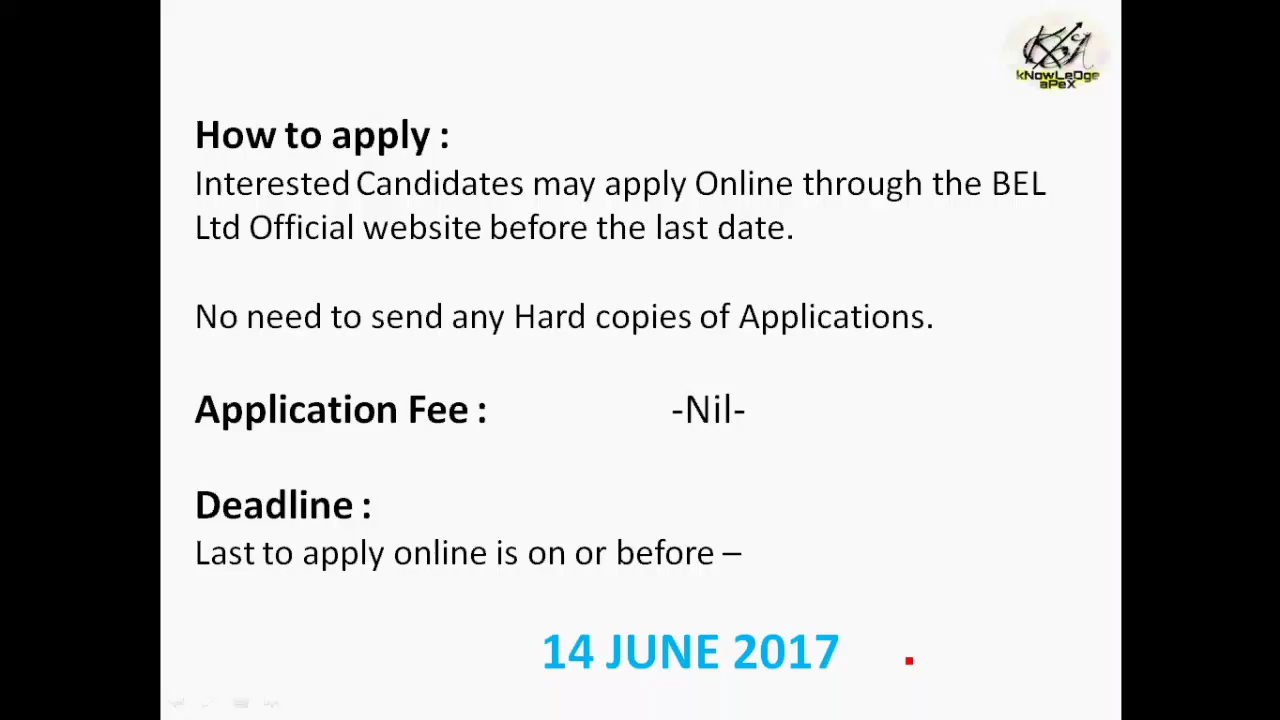 kNowLeDge
aPeX
How to apply :
Interested Candidates may apply Online through the BEL
Ltd Official website before the last date.
No need to send any Hard copies of Applications.
Application Fee : -Nil-
Deadline :
Last to apply online is on or before –
14 JUNE 2017